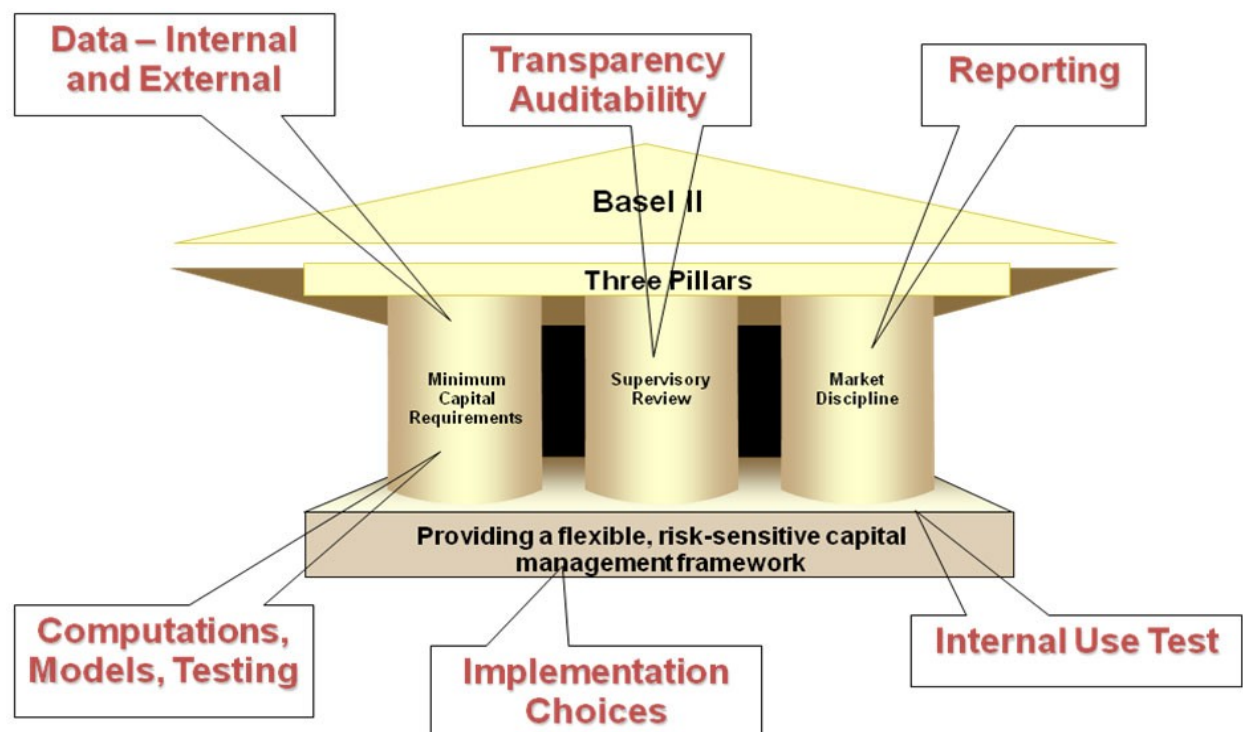 Data – Internal
and External
Transparency
Auditability
Reporting
Basel II
Three Pillars
Minimum
Capital
Requirements
Supervisory
Review
Market
Discipline
Providing a flexible, risk-sensitive capital
management framework
Computations,
Models, Testing
Implementation
Choices
Internal Use Test